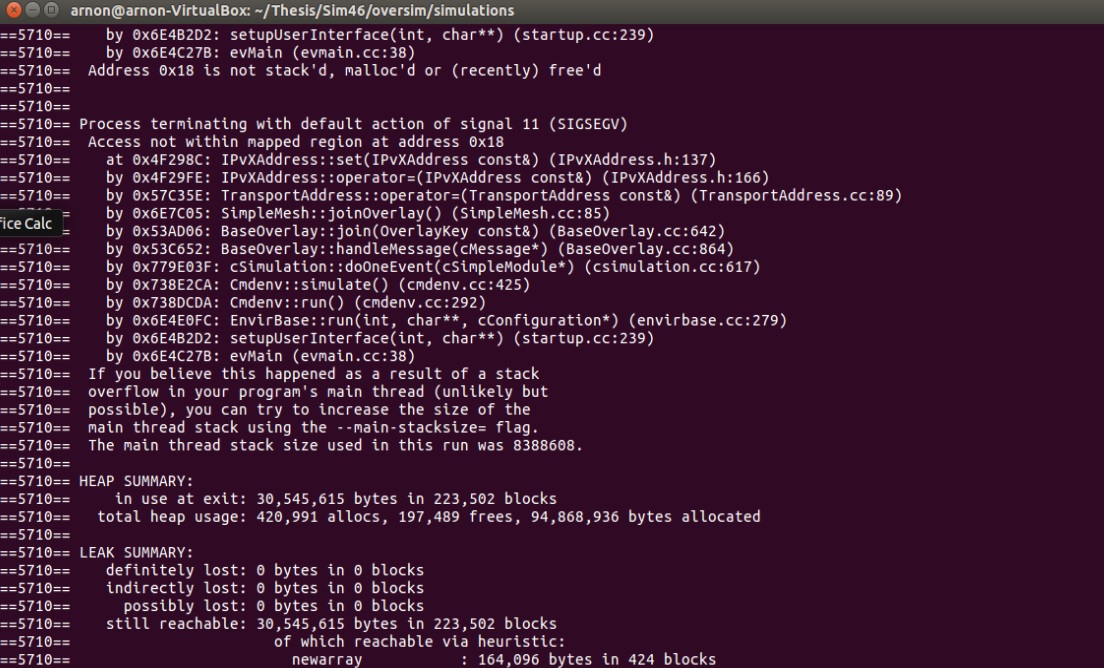 arnon@arnon-VirtualBox: ~/Thesis/Sim46/oversim/simulations
==5710==    by 0x6E4B2D2: setupUserInterface(int, char**) (startup.cc:239)
==5710==    by 0x6E4C27B: evMain (evmain.cc:38)
==5710==  Address 0x18 is not stack'd, malloc'd or (recently) free'd
==5710==
==5710==
==5710== Process terminating with default action of signal 11 (SIGSEGV)
==5710==  Access not within mapped region at address 0x18
==5710==    at 0x4F298C: IPvXAddress::set(IPvXAddress const&) (IPvXAddress.h:137)
==5710==    by 0x4F29FE: IPvXAddress::operator=(IPvXAddress const&) (IPvXAddress.h:166)
==5710==    by 0x57C35E: TransportAddress::operator=(TransportAddress const&) (TransportAddress.cc:89)
by 0x6E7C05: SimpleMesh::joinOverlay() (SimpleMesh.cc:85)
fice Calc
by 0x53AD06: BaseOverlay::join(OverlayKey const&) (BaseOverlay.cc:642)
==5710==    by 0x53C652: BaseOverlay::handleMessage(cMessage*) (BaseOverlay.cc:864)
==5710==    by 0x779E03F: cSimulation::doOneEvent(cSimpleModule*) (csimulation.cc:617)
==5710==    by 0x738E2CA: Cmdenv::simulate() (cmdenv.cc:425)
==5710==    by 0x738DCDA: Cmdenv::run() (cmdenv.cc:292)
==5710==    by 0x6E4E0FC: EnvirBase::run(int, char**, cConfiguration*) (envirbase.cc:279)
==5710==    by 0x6E4B2D2: setupUserInterface(int, char**) (startup.cc:239)
==5710==    by 0x6E4C27B: evMain (evmain.cc:38)
==5710==  If you believe this happened as a result of a stack
==5710==  overflow in your program's main thread (unlikely but
==5710==  possible), you can try to increase the size of the
==5710==  main thread stack using the --main-stacksize= flag.
==5710==  The main thread stack size used in this run was 8388608.
==5710==
==5710== HEAP SUMMARY:
==5710==     in use at exit: 30,545,615 bytes in 223,502 blocks
==5710==   total heap usage: 420,991 allocs, 197,489 frees, 94,868,936 bytes allocated
==5710==
==5710== LEAK SUMMARY:
==5710==    definitely lost: 0 bytes in 0 blocks
==5710==    indirectly lost: 0 bytes in 0 blocks
==5710==      possibly lost: 0 bytes in 0 blocks
==5710==    still reachable: 30,545,615 bytes in 223,502 blocks
==5710==                       of which reachable via heuristic:
==5710==                         newarray           : 164,096 bytes in 424 blocks